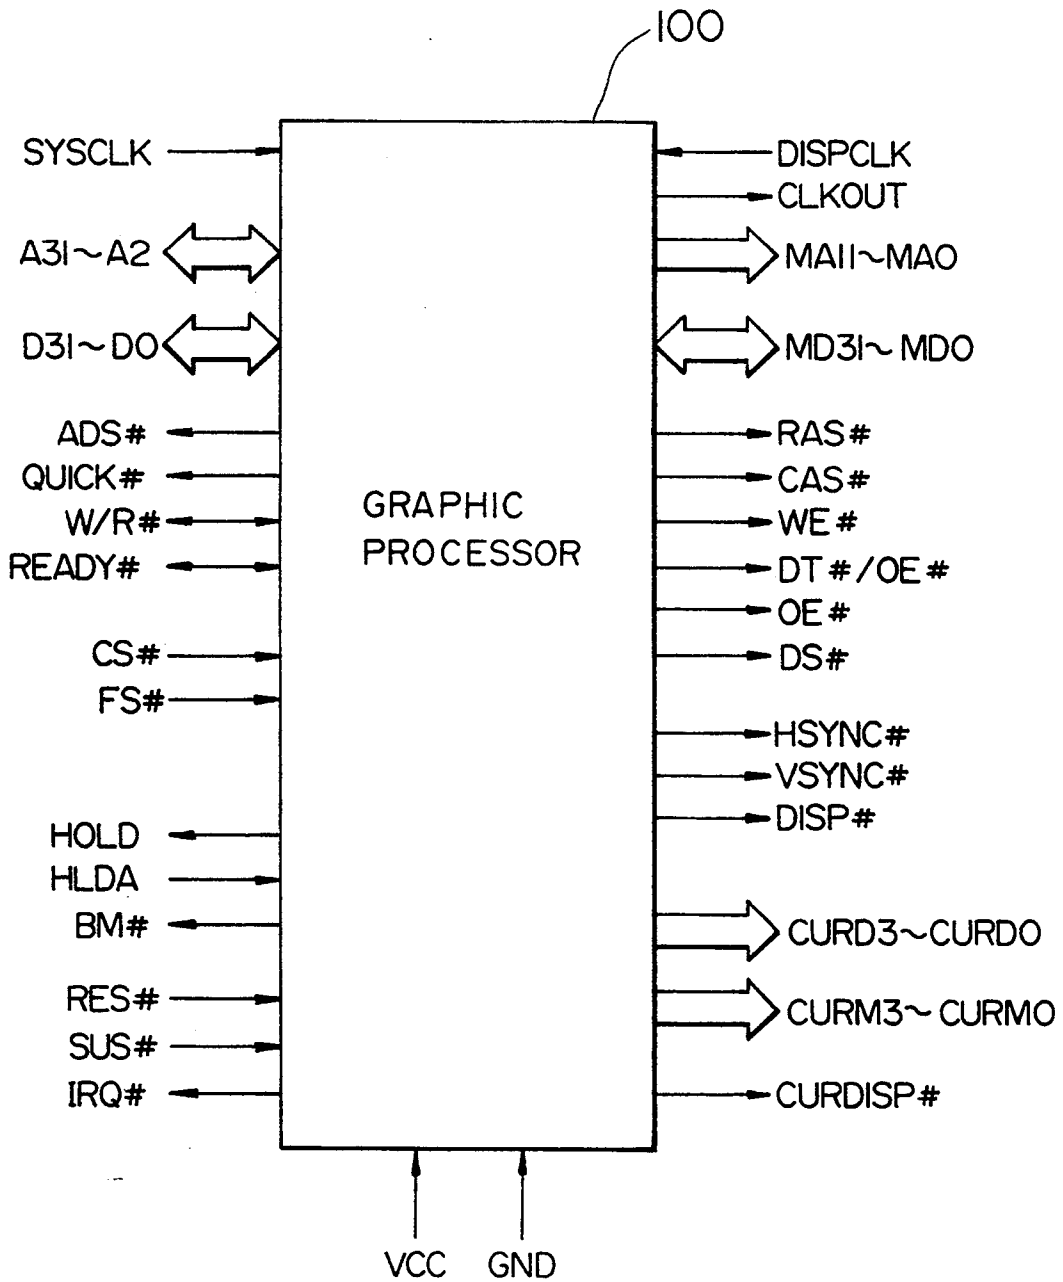 100
SYSCLK
DISPCLK
CLKOUT
A31~A2
MA11~MA0
D31~D0
MD31~MD0
ADS#
RAS#
QUICK#
CAS#
W/R#
WE#
READY#
DT#/OE#
OE#
CS#
DS#
FS#
GRAPHIC
PROCESSOR
HSYNC#
VSYNC#
DISP#
HOLD
HLDA
BM#
CURD3~CURD0
RES#
CURM3~CURM0
SUS#
IRQ#
CURDISP#
VCC
GND